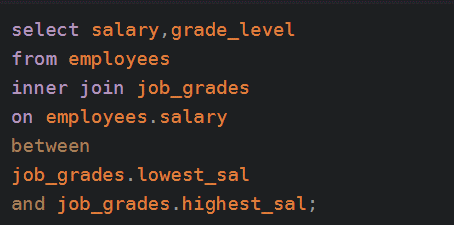 select salary,grade_level
from employees
inner join job_grades
on employees.salary
between
job_grades.lowest_sal
and job_grades.highest_sal;